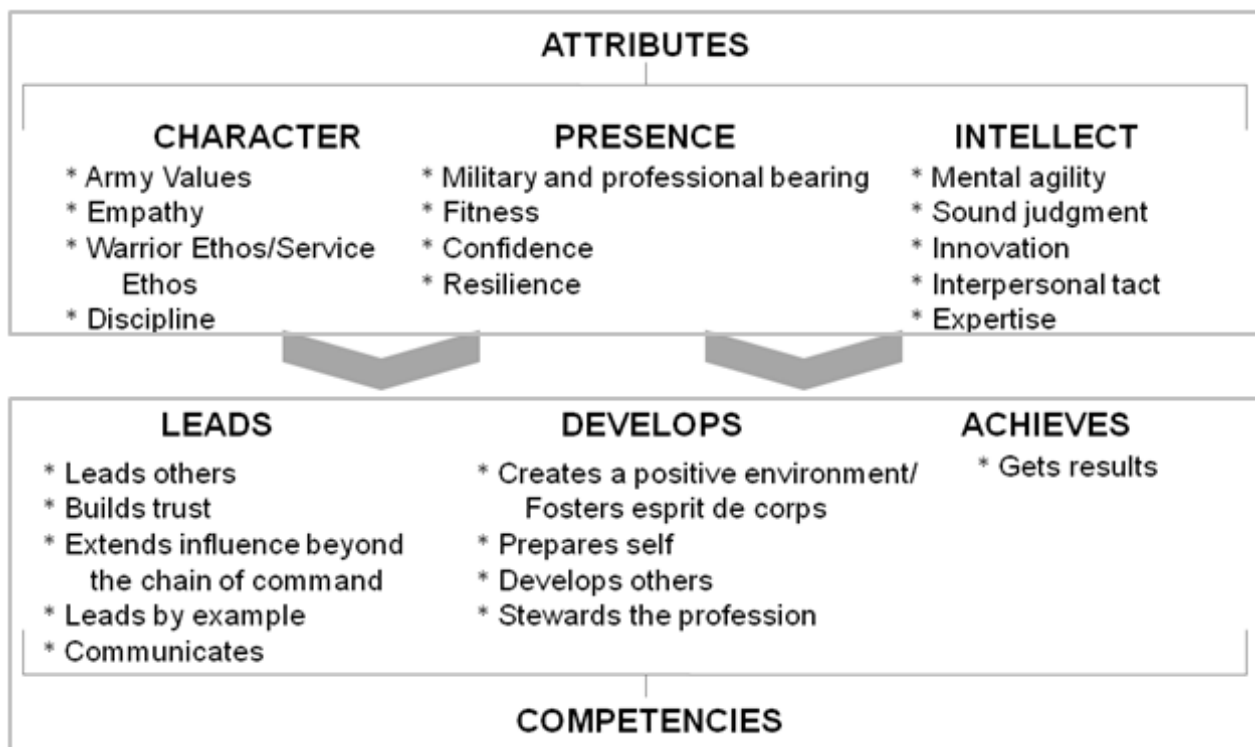 ATTRIBUTES
CHARACTER
* Army Values
* Empathy
* Warrior Ethos/Service
Ethos
* Discipline
PRESENCE
* Military and professional bearing
* Fitness
* Confidence
* Resilience
INTELLECT
* Mental agility
* Sound judgment
* Innovation
* Interpersonal tact
* Expertise
LEADS
* Leads others
* Builds trust
* Extends influence beyond
the chain of command
* Leads by example
* Communicates
DEVELOPS
* Creates a positive environment/
Fosters esprit de corps
* Prepares self
* Develops others
* Stewards the profession
ACHIEVES
* Gets results
COMPETENCIES